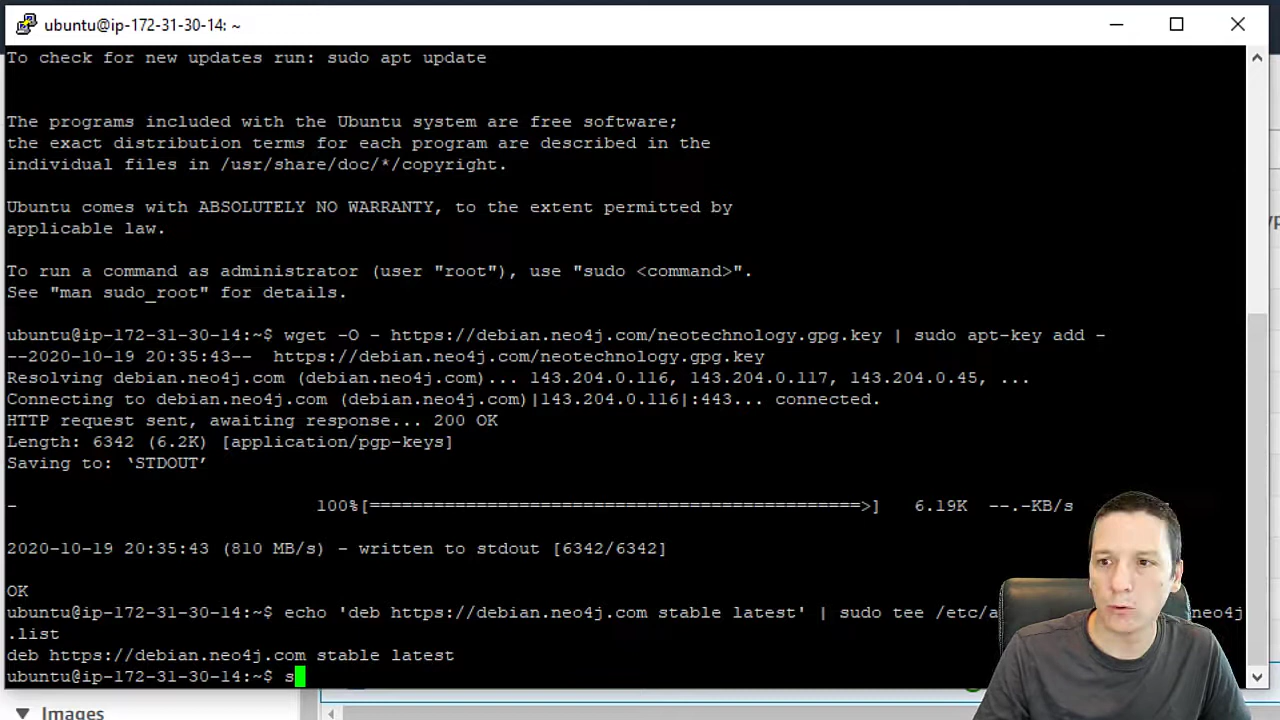 ubuntu@ip-172-31-30-14: ~
To check for new updates run: sudo apt update
The programs included with the Ubuntu system are free software;
the exact distribution terms for each program are described in the
individual files in /usr/share/doc/*/copyright.
Ubuntu comes with ABSOLUTELY NO WARRANTY, to the extent permitted by
applicable law.
To run a command as administrator (user "root"), use "sudo <command>".
See "man sudo_root" for details.
ubuntu@ip-172-31-30-14:~$ wget -O - https://debian.neo4j.com/neotechnology.gpg.key | sudo apt-key add -
--2020-10-19 20:35:43--  https://debian.neo4j.com/neotechnology.gpg.key
Resolving debian.neo4j.com (debian.neo4j.com)... 143.204.0.116, 143.204.0.117, 143.204.0.45, ...
Connecting to debian.neo4j.com (debian.neo4j.com)|143.204.0.116|:443... connected.
HTTP request sent, awaiting response... 200 OK
Length: 6342 (6.2K) [application/pgp-keys]
Saving to: ‘STDOUT’
- 100%[==============================================>] 6.19K --.-KB/s
2020-10-19 20:35:43 (810 MB/s) - written to stdout [6342/6342]
OK
ubuntu@ip-172-31-30-14:~$ echo 'deb https://debian.neo4j.com stable latest' | sudo tee /etc/a neo4j
.list
deb https://debian.neo4j.com stable latest
ubuntu@ip-172-31-30-14:~$ s
Images